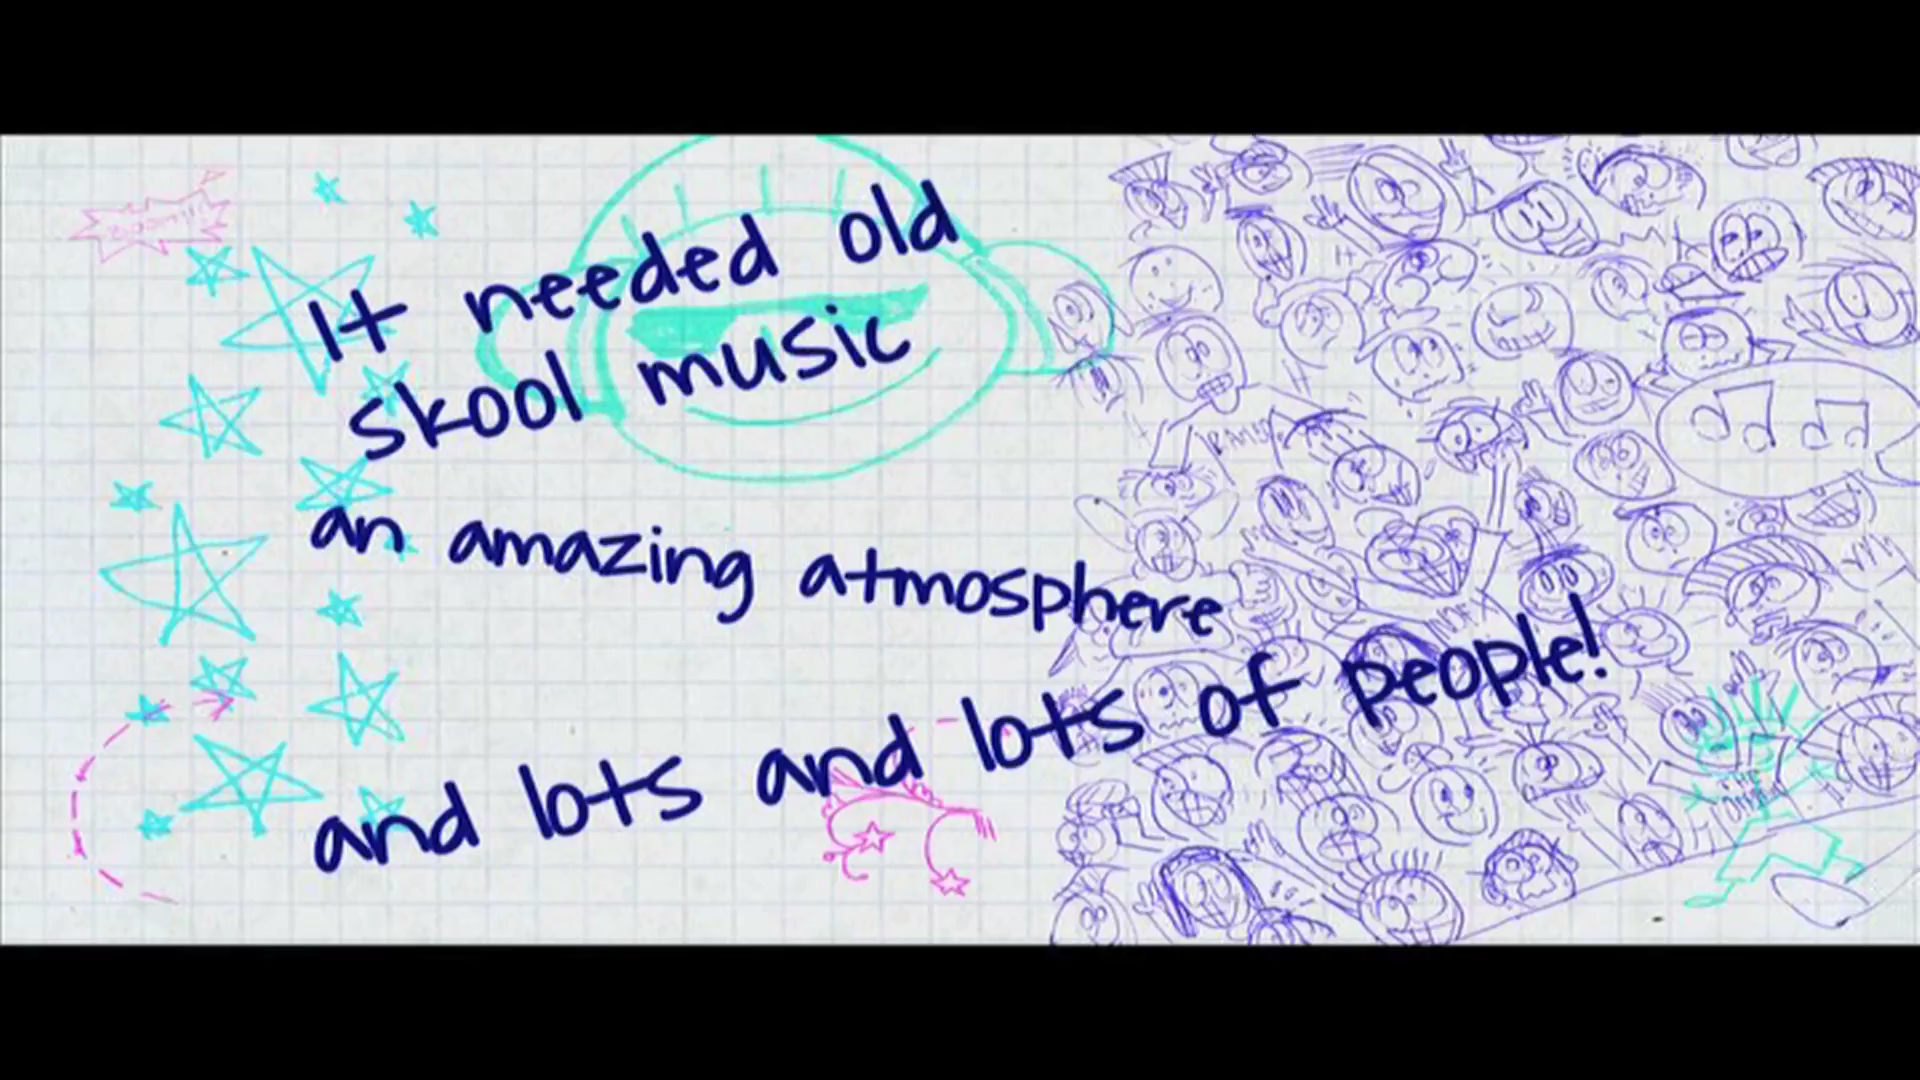 It needed old
skool music
an amazing atmosphere
and lots and lots of people!